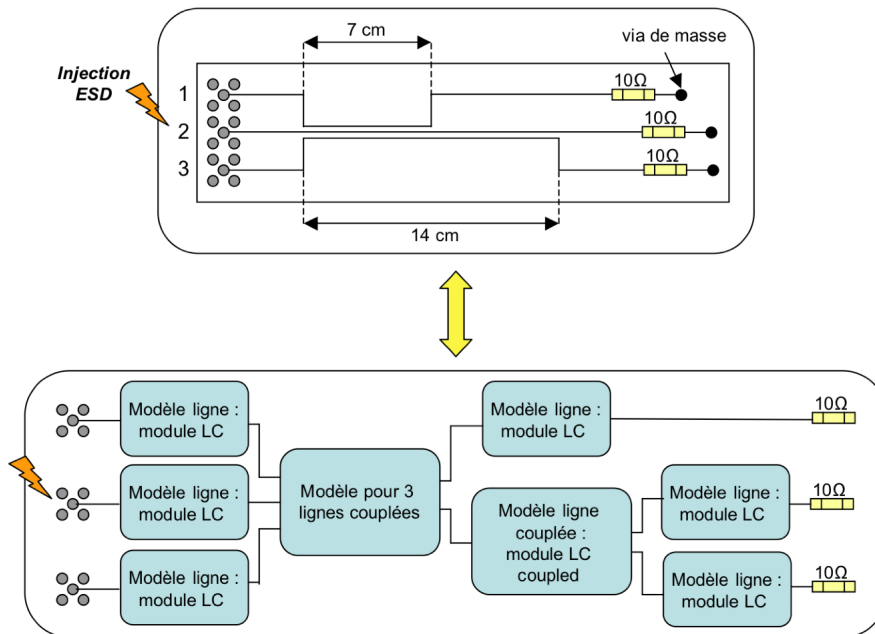 7 cm
via de masse
Injection
ESD
1
10Ω
2
10Ω
3
10Ω
14 cm
Modèle ligne :
module LC
Modèle ligne :
module LC
10Ω
Modèle ligne :
module LC
Modèle pour 3
lignes couplées
Modèle ligne
couplée :
module LC
coupled
Modèle ligne :
module LC
10Ω
Modèle ligne :
module LC
Modèle ligne :
module LC
10Ω